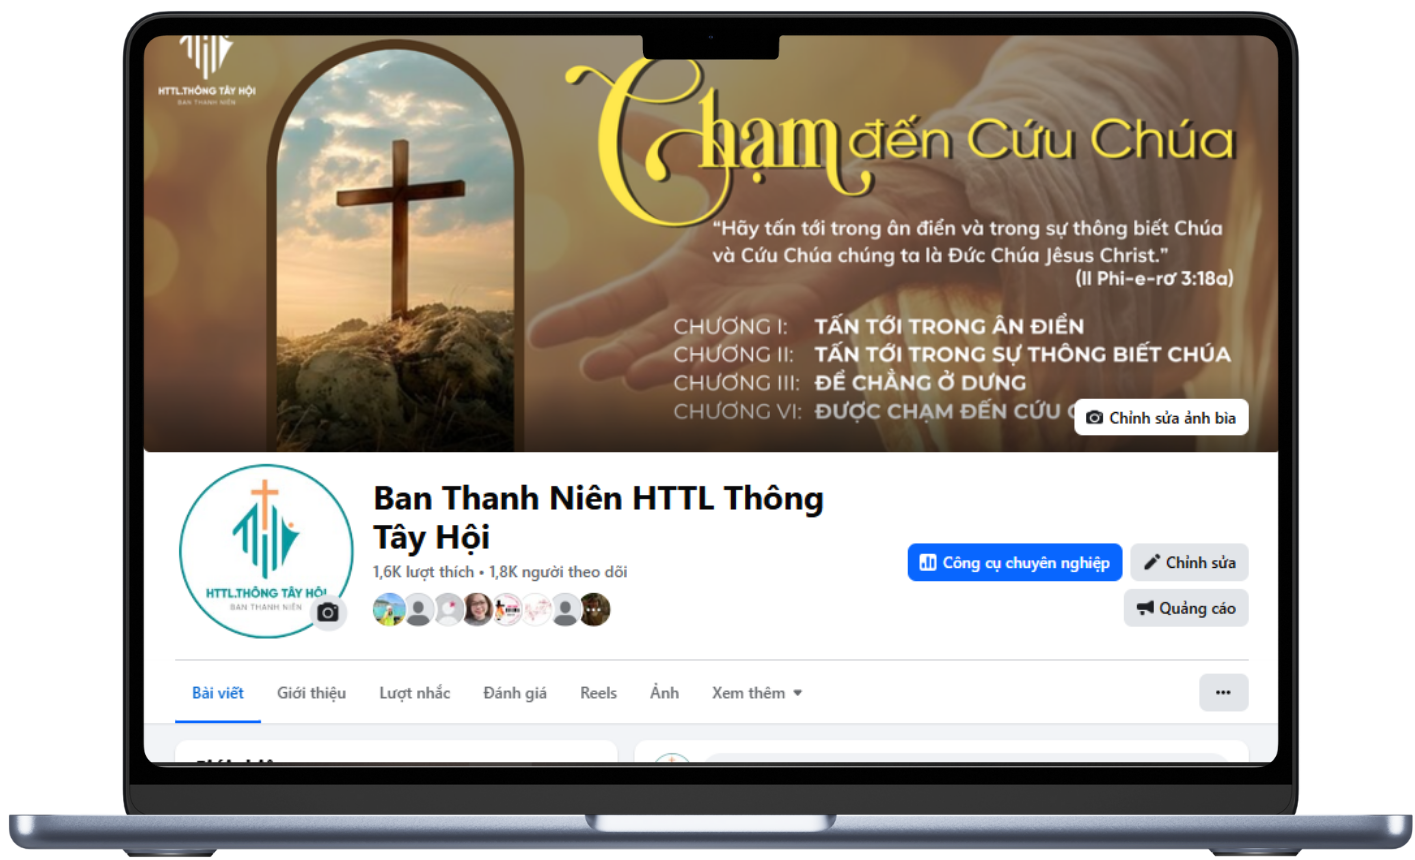 HTTL.THÔNG TÂY HỘI
BAN THANH NIÊN
Chạm đến Cứu Chúa
“Hãy tấn tới trong ân điển và trong sự thông biết Chúa
và Cứu Chúa chúng ta là Đức Chúa Jêsus Christ.”
(II Phi-e-rơ 3:18a)
CHƯƠNG I: TẤN TỚI TRONG ÂN ĐIỂN
CHƯƠNG II: TẤN TỚI TRONG SỰ THÔNG BIẾT CHÚA
CHƯƠNG III: ĐỂ CHẲNG Ở DƯNG
CHƯƠNG VI: ĐƯỢC CHẠM ĐẾN CỨU
Chỉnh sửa ảnh bìa
HTTL.THÔNG TÂY HỘI
BAN THANH NIÊN
Ban Thanh Niên HTTL Thông
Tây Hội
1,6K lượt thích • 1,8K người theo dõi
Công cụ chuyên nghiệp
Chỉnh sửa
Quảng cáo
Bài viết Giới thiệu Lượt nhắc Đánh giá Reels Ảnh Xem thêm